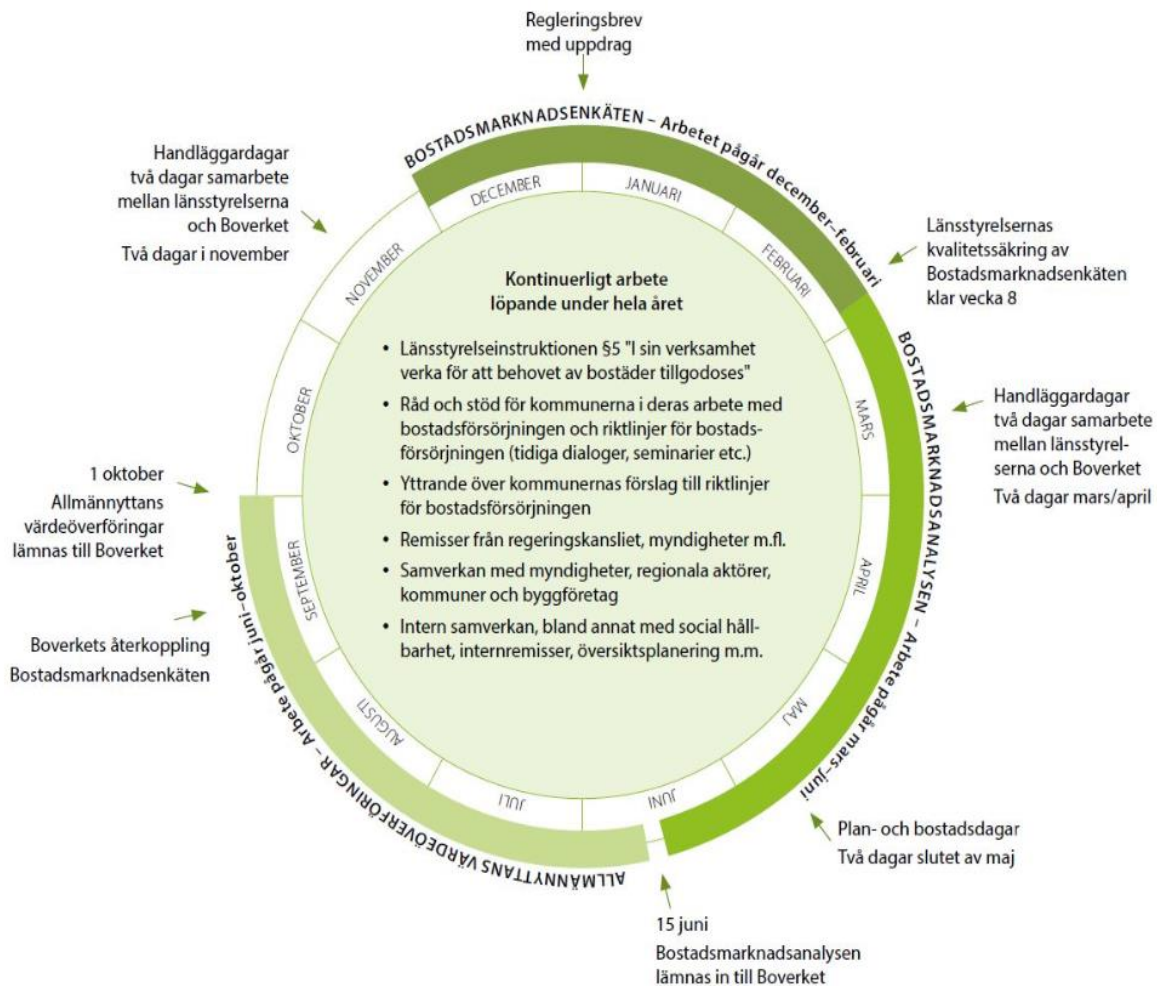 Regleringsbrev
med uppdrag
BOSTADSMARKNADSENKÄTEN – Arbetet pågår december–februari
Handläggardagar
två dagar samarbete
mellan länsstyrelserna
och Boverket
Två dagar i november
Länsstyrelsernas
kvalitetssäkring av
Bostadsmarknadsenkäten
klar vecka 8
BOSTADSMARKNADSANALYSEN – Arbete pågår mars–juni
Handläggardagar
två dagar samarbete
mellan länsstyrel-
serna och Boverket
Två dagar mars/april
Plan- och bostadsdagar
Två dagar slutet av maj
15 juni
Bostadsmarknadsanalysen
lämnas in till Boverket
ALLMÄNNYTTANS VÄRDEÖVERFÖRINGAR – Arbete pågår juni–oktober
Boverkets återkoppling
Bostadsmarknadsenkäten
1 oktober
Allmännyttans
värdeöverföringar
lämnas till Boverket
JANUARI
FEBRUARI
MARS
APRIL
MAJ
JUNI
JULI
AUGUSTI
SEPTEMBER
OKTOBER
NOVEMBER
DECEMBER
Kontinuerligt arbete
löpande under hela året
• Länsstyrelseinstruktionen §5 "I sin verksamhet
verka för att behovet av bostäder tillgodoses"
• Råd och stöd för kommunerna i deras arbete med
bostadsförsörjningen och riktlinjer för bostads-
försörjningen (tidiga dialoger, seminarier etc.)
• Yttrande över kommunernas förslag till riktlinjer
för bostadsförsörjningen
• Remisser från regeringskansliet, myndigheter m.fl.
• Samverkan med myndigheter, regionala aktörer,
kommuner och byggföretag
• Intern samverkan, bland annat med social håll-
barhet, internremisser, översiktsplanering m.m.